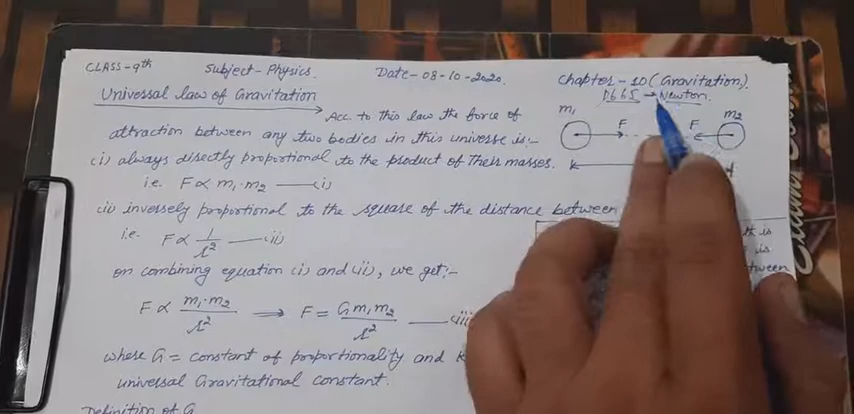 CLASS-9th Subject-Physics. Date-08-10-2020. Chapter-10(Gravitation).
1665 → Newton.
Universal law of Gravitation
Acc. to this law the force of
attraction between any two bodies in this universe is:-
(i) always directly proportional to the product of their masses.
i.e. F ∝ m₁.m₂ —(i)
m₁ F F m₂
(ii) inversely proportional to the square of the distance between
i.e. F ∝ 1/r² —(ii)
on combining equation (i) and (ii), we get:-
F ∝ m₁.m₂/r² ⟹ F = Gm₁m₂/r² —(iii)
where G = constant of proportionality and
universal Gravitational constant.
is
is
tween
Definition of G